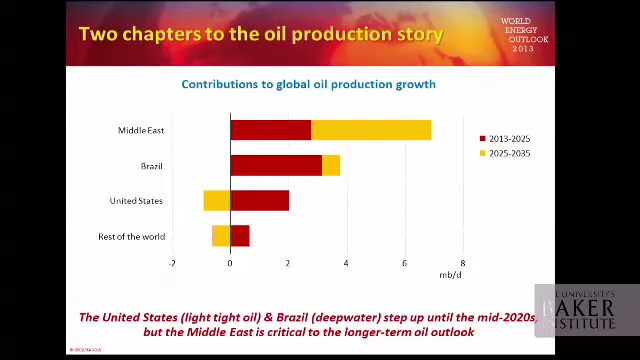 Two chapters to the oil production story
WORLD
ENERGY
OUTLOOK
2013
Contributions to global oil production growth
Middle East
Brazil
United States
Rest of the world
2013-2025
2025-2035
-2
0
2
4
6
8
mb/d
The United States (light tight oil) & Brazil (deepwater) step up until the mid-2020s,
but the Middle East is critical to the longer-term oil outlook
UNIVERSITY'S
BAKER
INSTITUTE